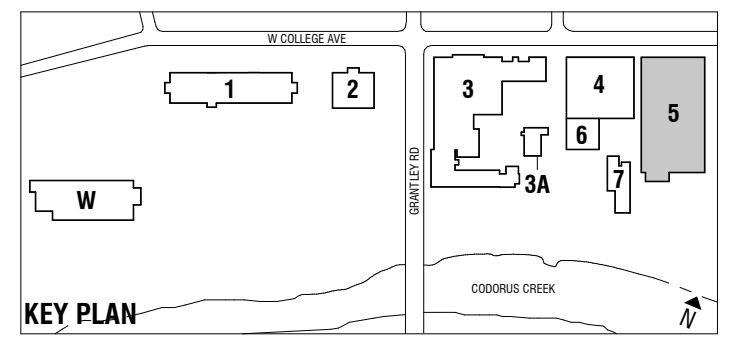 W COLLEGE AVE
1
2
3
4
5
6
3A
7
W
GRANTLEY RD
CODORUS CREEK
KEY PLAN
N